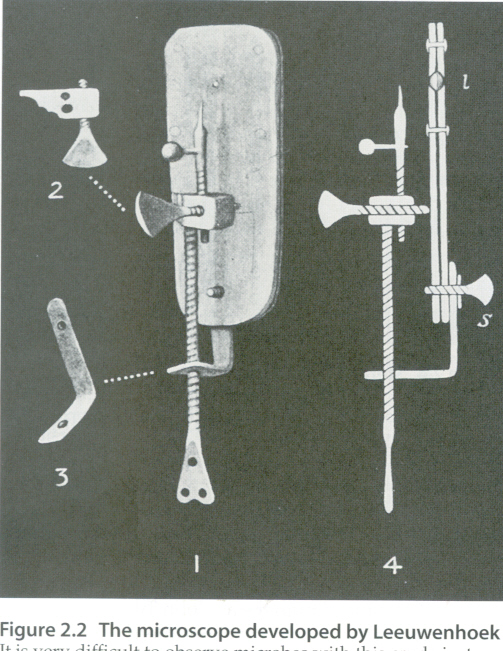 l
2
s
3
1
4
Figure 2.2 The microscope developed by Leeuwenhoek
It is very difficult to observe microbes with this